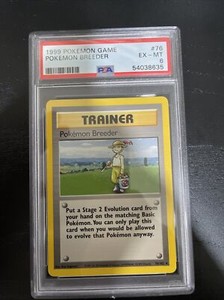 1999 POKEMON GAME #76
POKEMON BREEDER EX-MT
6
PSA 54038635
TRAINER
Pokémon Breeder
Put a Stage 2 Evolution card from
your hand on the matching Basic
Pokémon. You can only play this
card when you would be allowed to
evolve that Pokémon anyway.